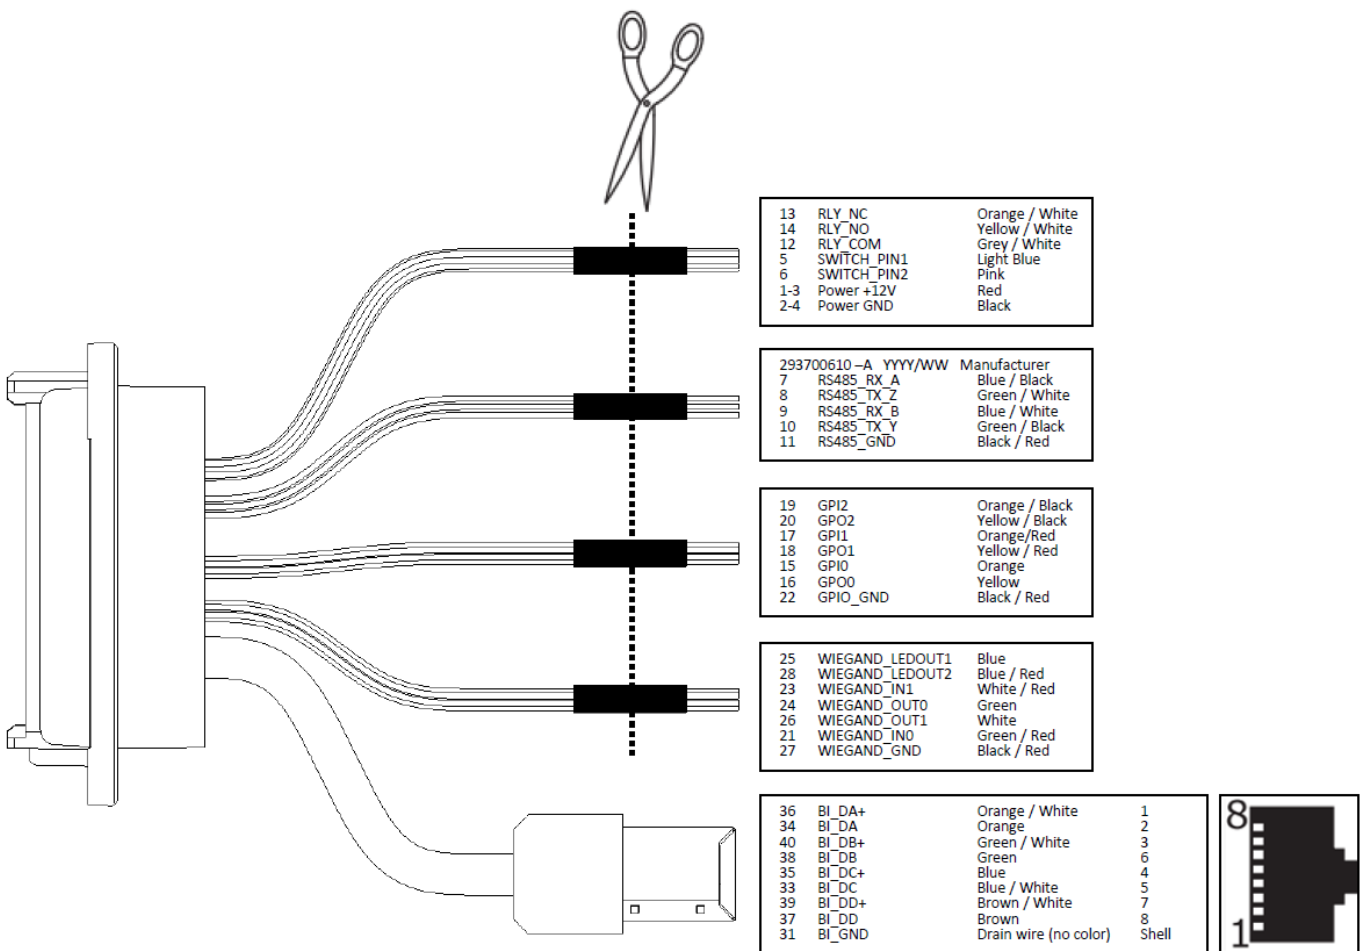 13 RLY_NC Orange / White
14 RLY_NO Yellow / White
12 RLY_COM Grey / White
5 SWITCH_PIN1 Light Blue
6 SWITCH_PIN2 Pink
1-3 Power +12V Red
2-4 Power GND Black
293700610 –A YYYY/WW Manufacturer
7 RS485_RX_A Blue / Black
8 RS485_TX_Z Green / White
9 RS485_RX_B Blue / White
10 RS485_TX_Y Green / Black
11 RS485_GND Black / Red
19 GPI2 Orange / Black
20 GPO2 Yellow / Black
17 GPI1 Orange/Red
18 GPO1 Yellow / Red
15 GPI0 Orange
16 GPO0 Yellow
22 GPIO_GND Black / Red
25 WIEGAND_LEDOUT1 Blue
28 WIEGAND_LEDOUT2 Blue / Red
23 WIEGAND_IN1 White / Red
24 WIEGAND_OUT0 Green
26 WIEGAND_OUT1 White
21 WIEGAND_IN0 Green / Red
27 WIEGAND_GND Black / Red
36 BI_DA+ Orange / White 1
34 BI_DA Orange 2
40 BI_DB+ Green / White 3
38 BI_DB Green 6
35 BI_DC+ Blue 4
33 BI_DC Blue / White 5
39 BI_DD+ Brown / White 7
37 BI_DD Brown 8
31 BI_GND Drain wire (no color) Shell
8
1